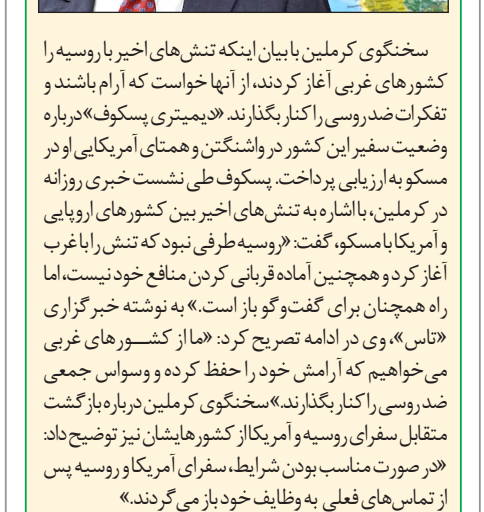 سخنگوی کرملین با بیان اینکه تنش‌های اخیر با روسیه را
کشورهای غربی آغاز کردند، از آنها خواست که آرام باشند و
تفکرات ضدروسی را کنار بگذارند. «دیمیتری پسکوف» درباره
وضعیت سفیر این کشور در واشنگتن و همتای آمریکایی او در
مسکو به ارزیابی پرداخت. پسکوف طی نشست خبری روزانه
در کرملین، با اشاره به تنش‌های اخیر بین کشورهای اروپایی
و آمریکا با مسکو، گفت: «روسیه طرفی نبود که تنش را با غرب
آغاز کرد و همچنین آماده قربانی کردن منافع خود نیست، اما
راه همچنان برای گفت‌وگو باز است.» به نوشته خبرگزاری
«تاس»، وی در ادامه تصریح کرد: «ما از کشورهای غربی
می‌خواهیم که آرامش خود را حفظ کرده و وسواس جمعی
ضدروسی را کنار بگذارند.» سخنگوی کرملین درباره بازگشت
متقابل سفرای روسیه و آمریکا از کشورهایشان نیز توضیح داد:
«در صورت مناسب بودن شرایط، سفرای آمریکا و روسیه پس
از تماس‌های فعلی به وظایف خود باز می‌گردند.»